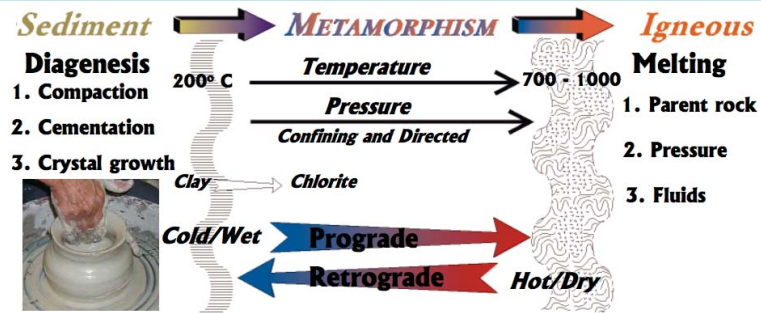 Sediment METAMORPHISM Igneous
Diagenesis
1. Compaction
2. Cementation
3. Crystal growth
200° C
Temperature
700 - 1000
Pressure
Confining and Directed
Clay Chlorite
Cold/Wet
Prograde
Retrograde
Hot/Dry
Melting
1. Parent rock
2. Pressure
3. Fluids